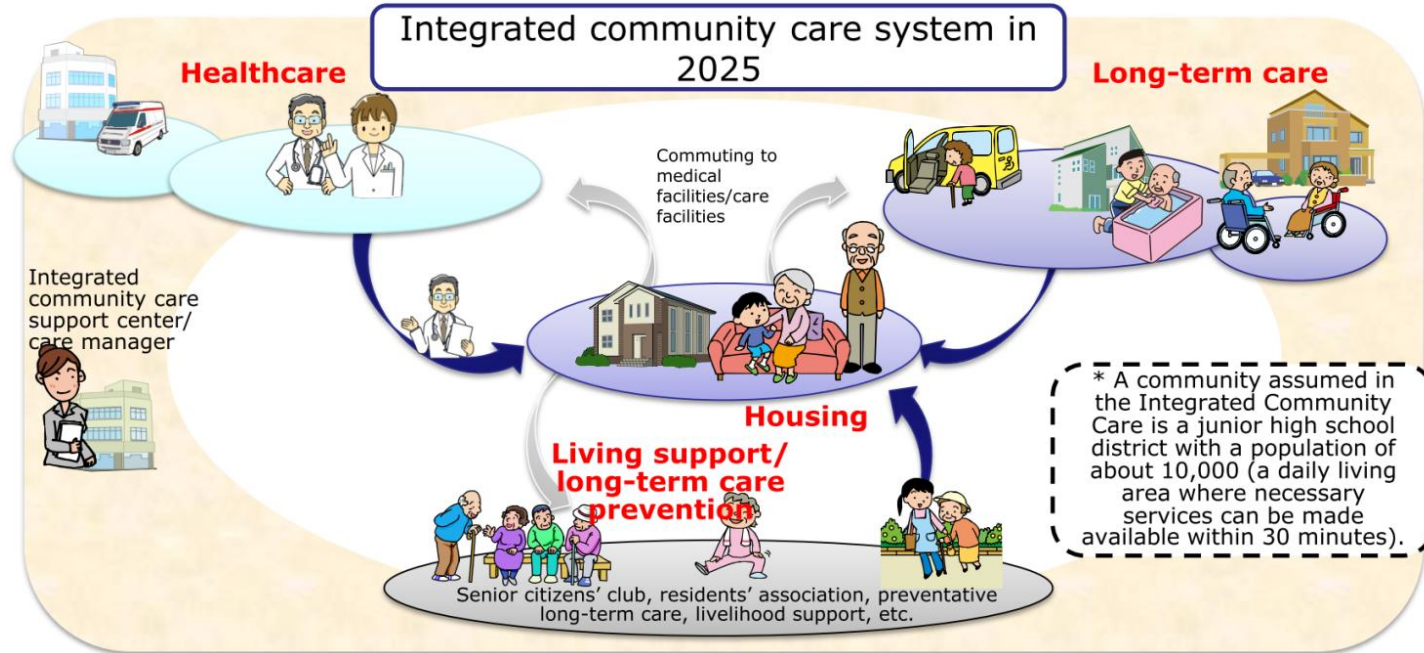 Integrated community care system in
2025
Healthcare
Long-term care
Commuting to
medical
facilities/care
facilities
Integrated
community care
support center/
care manager
Housing
Living support/
long-term care
prevention
* A community assumed in
the Integrated Community
Care is a junior high school
district with a population of
about 10,000 (a daily living
area where necessary
services can be made
available within 30 minutes).
Senior citizens’ club, residents’ association, preventative
long-term care, livelihood support, etc.